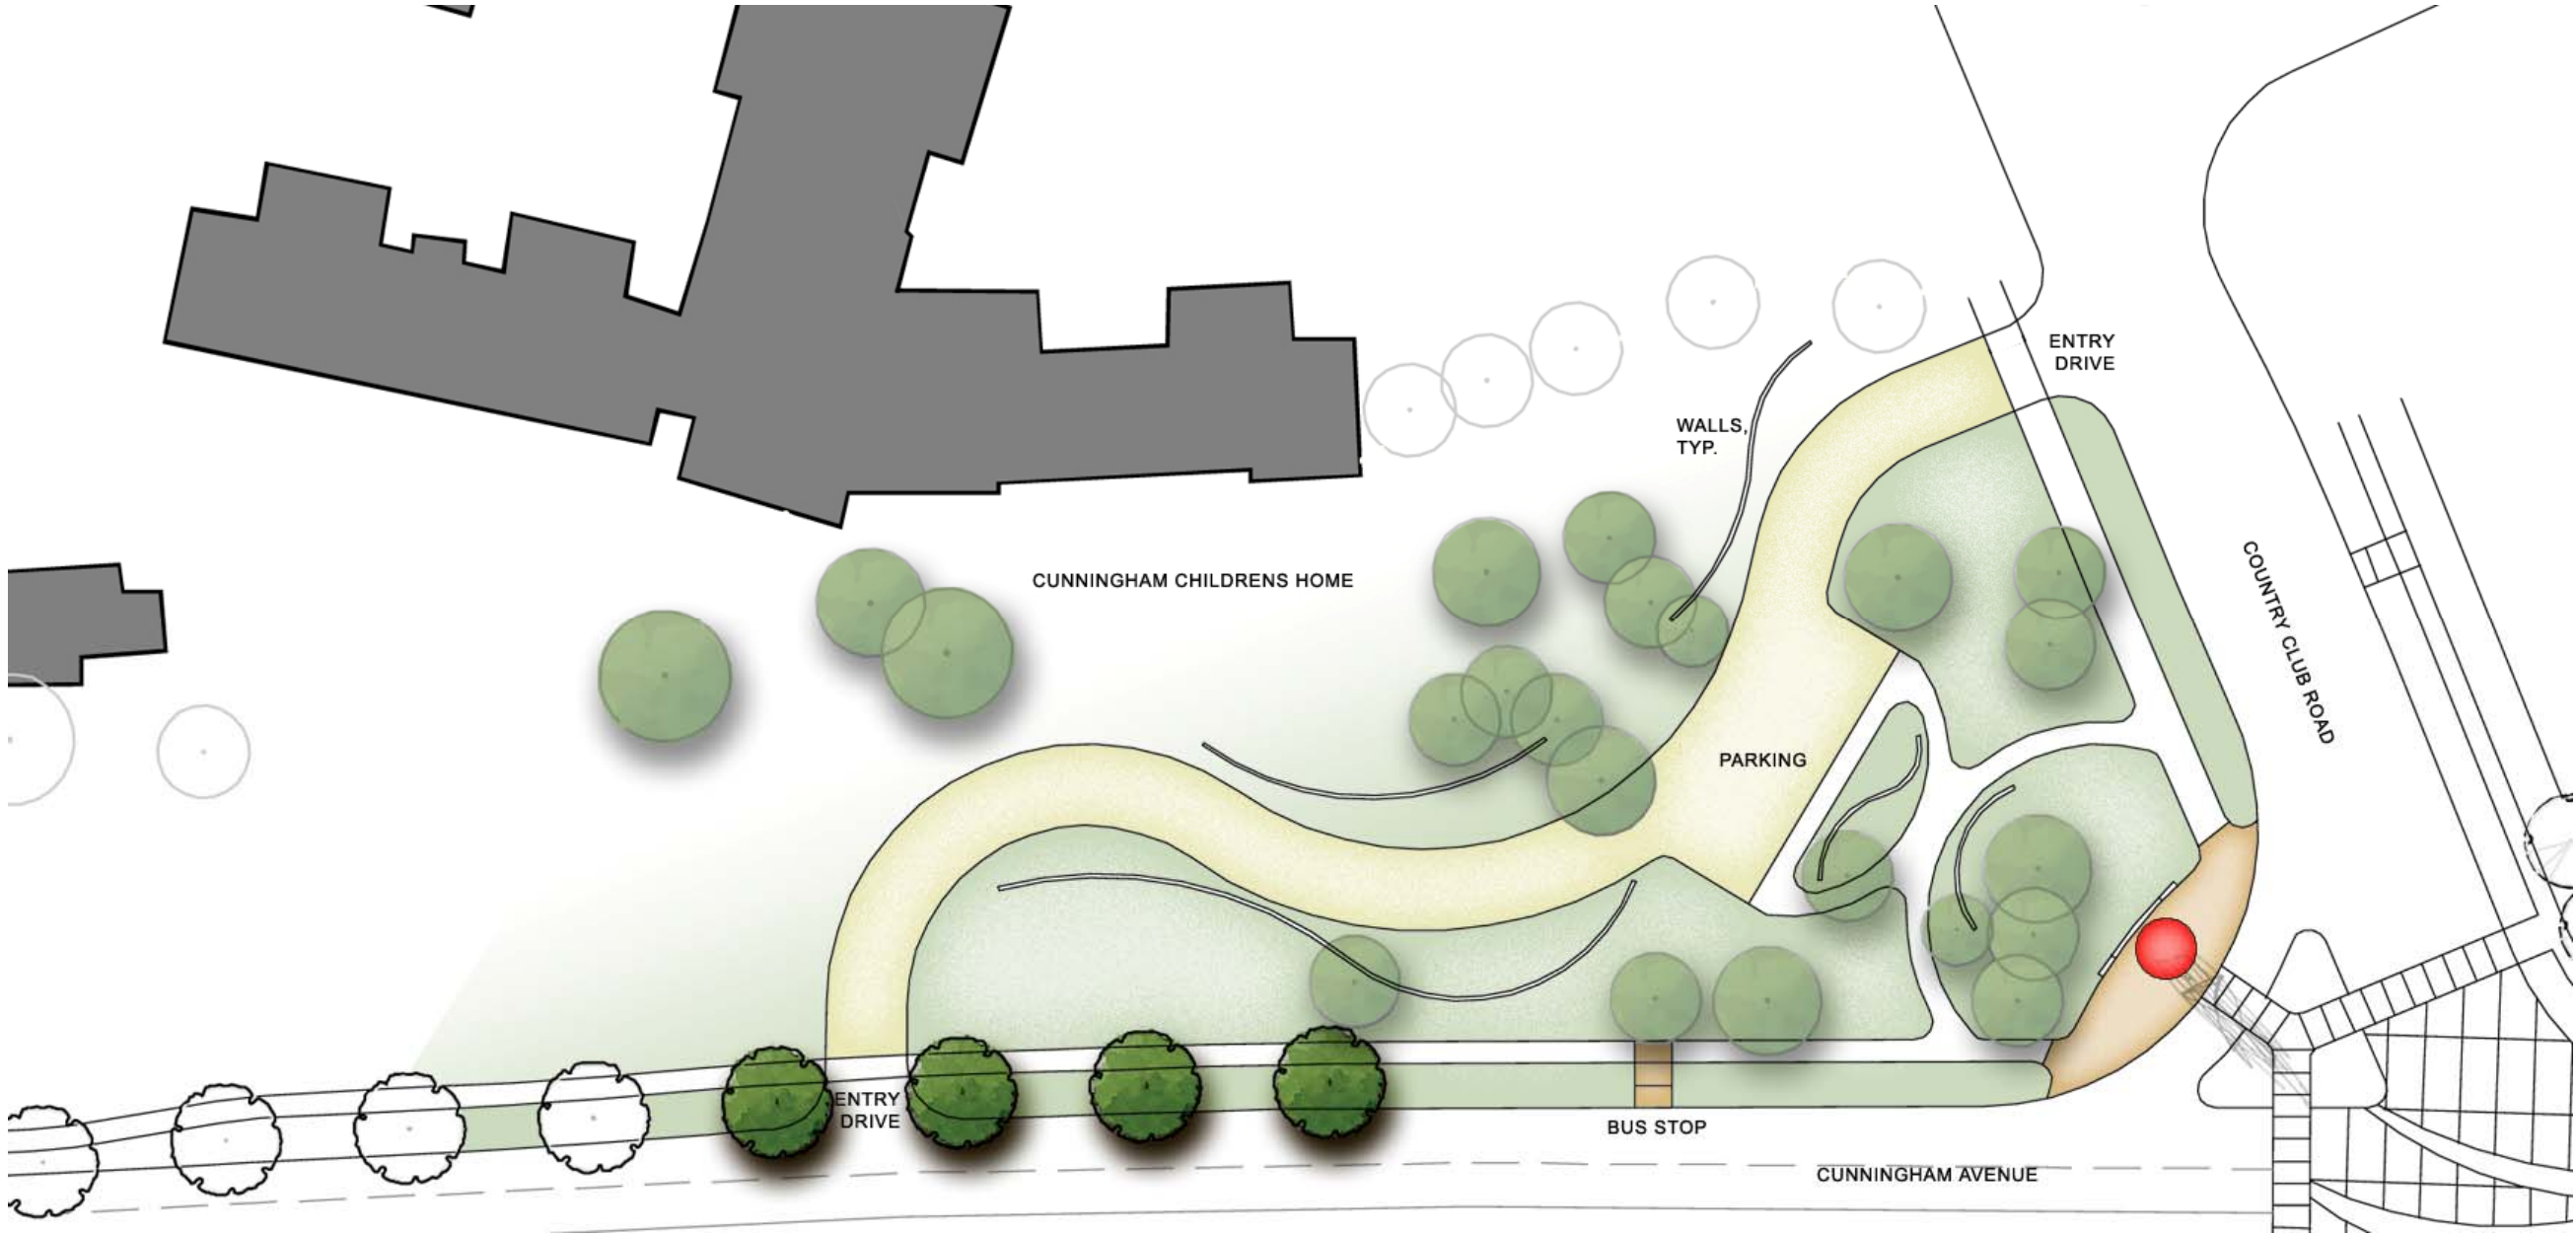 ENTRY
DRIVE
WALLS,
TYP.
CUNNINGHAM CHILDRENS HOME
COUNTRY CLUB ROAD
PARKING
ENTRY
DRIVE
BUS STOP
CUNNINGHAM AVENUE